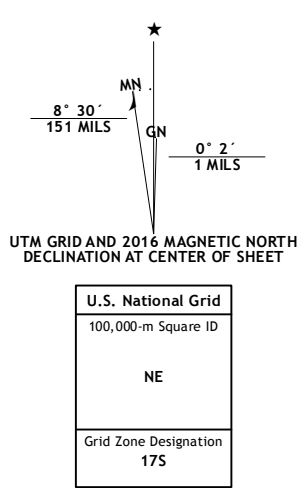 ★
MN
8° 30´
151 MILS
GN
0° 2´
1 MILS
UTM GRID AND 2016 MAGNETIC NORTH
DECLINATION AT CENTER OF SHEET
U.S. National Grid
100,000-m Square ID
NE
Grid Zone Designation
17S